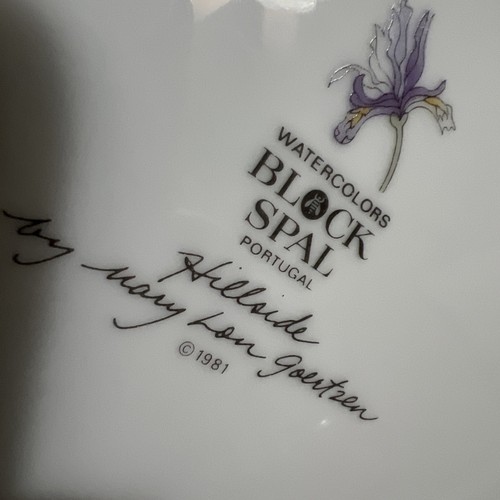 WATERCOLORS
BLOCK
SPAL
PORTUGAL
Hillside
by Mary Lou Goertzen
© 1981